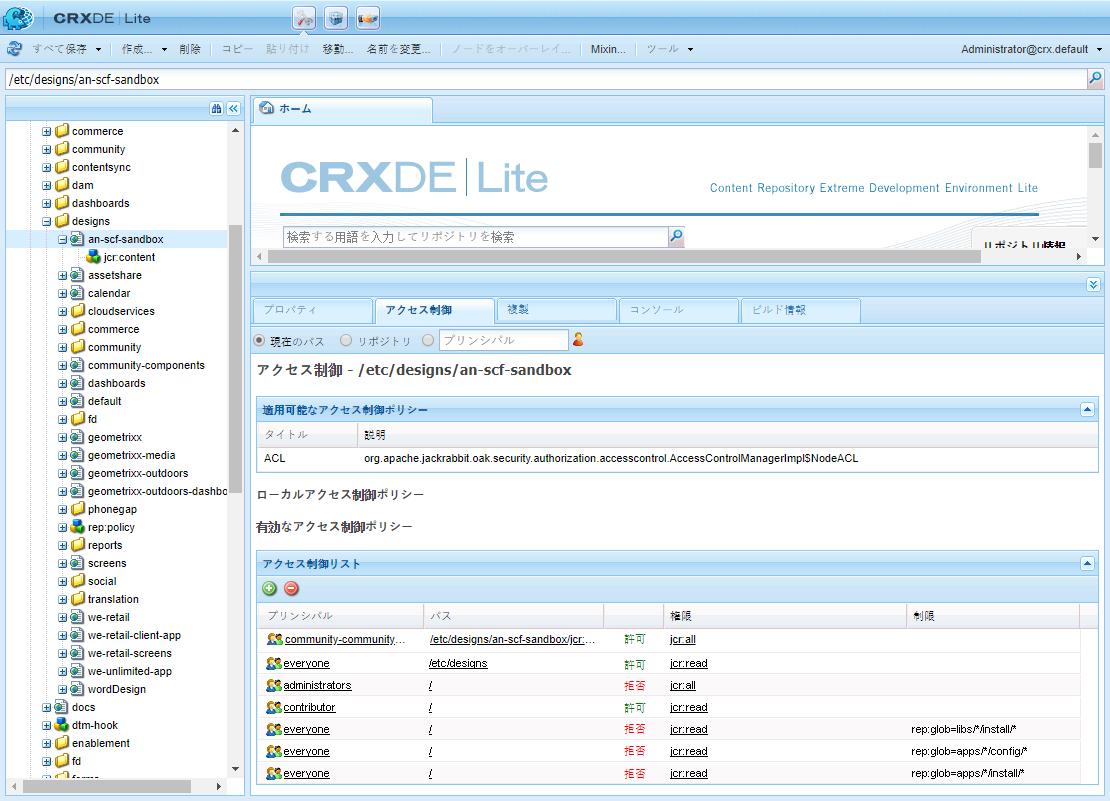 CRXDE | Lite
すべて保存 作成... 削除 コピー 貼り付け 移動... 名前を変更... ノードをオーバーレイ... Mixin... ツール Administrator@crx.default
/etc/designs/an-scf-sandbox
commerce
community
contentsync
dam
dashboards
designs
an-scf-sandbox
jcr:content
assetshare
calendar
cloudservices
commerce
community
community-components
dashboards
default
fd
geometrixx
geometrixx-media
geometrixx-outdoors
geometrixx-outdoors-dashbo
phonegap
rep:policy
reports
screens
social
translation
we-retail
we-retail-client-app
we-retail-screens
we-unlimited-app
wordDesign
docs
dtm-hook
enablement
fd
forms
ホーム
CRXDE | Lite
Content Repository Extreme Development Environment Lite
検索する用語を入力してリポジトリを検索
リポジトリ情報
プロパティ アクセス制御 複製 コンソール ビルド情報
現在のパス リポジトリ プリンシパル
アクセス制御 - /etc/designs/an-scf-sandbox
適用可能なアクセス制御ポリシー
タイトル 説明
ACL org.apache.jackrabbit.oak.security.authorization.accesscontrol.AccessControlManagerImpl$NodeACL
ローカルアクセス制御ポリシー
有効なアクセス制御ポリシー
アクセス制御リスト
プリンシパル パス 権限 制限
community-community... /etc/designs/an-scf-sandbox/jcr:... 許可 jcr:all
everyone /etc/designs 許可 jcr:read
administrators / 拒否 jcr:all
contributor / 許可 jcr:read
everyone / 拒否 jcr:read rep:glob=libs/*/install/*
everyone / 拒否 jcr:read rep:glob=apps/*/config/*
everyone / 拒否 jcr:read rep:glob=apps/*/install/*